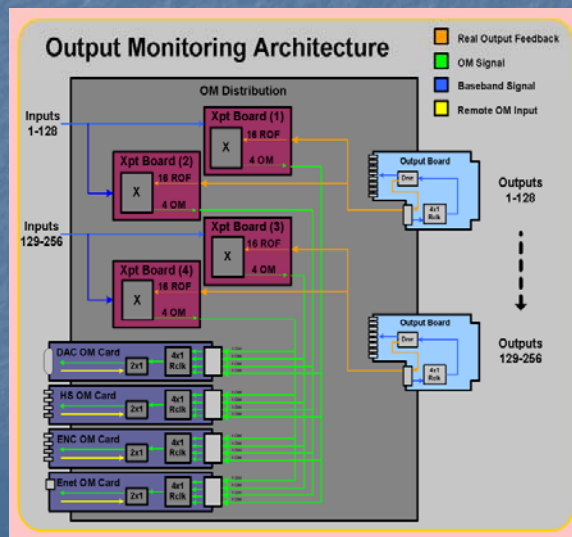 Output Monitoring Architecture
Real Output Feedback
OM Signal
Baseband Signal
Remote OM Input
OM Distribution
Inputs
1-128
Xpt Board (1)
X
16 ROF
4 OM
Xpt Board (2)
X
16 ROF
4 OM
Inputs
129-256
Xpt Board (3)
X
16 ROF
4 OM
Xpt Board (4)
X
16 ROF
4 OM
Output Board
4x1
Rclk
Outputs
1-128
Output Board
4x1
Rclk
Outputs
129-256
DAC OM Card
2x1
4x1
Rclk
HS OM Card
2x1
4x1
Rclk
ENC OM Card
2x1
4x1
Rclk
Enet OM Card
2x1
4x1
Rclk